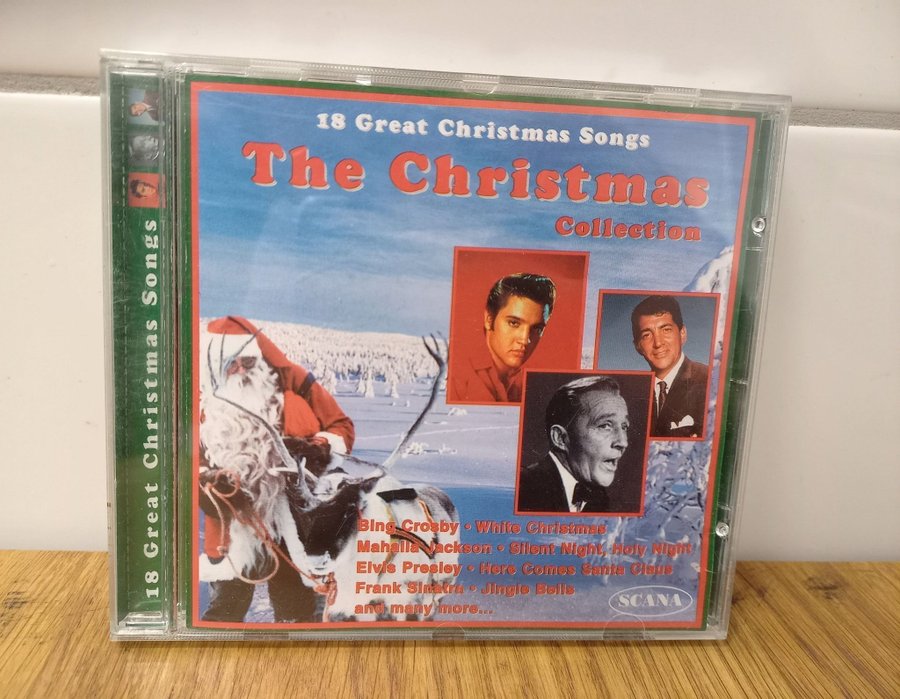 18 Great Christmas Songs
18 Great Christmas Songs
The Christmas
Collection
Bing Crosby • White Christmas
Mahalia Jackson • Silent Night, Holy Night
Elvis Presley • Here Comes Santa Claus
Frank Sinatra • Jingle Bells
and many more...
SCANA